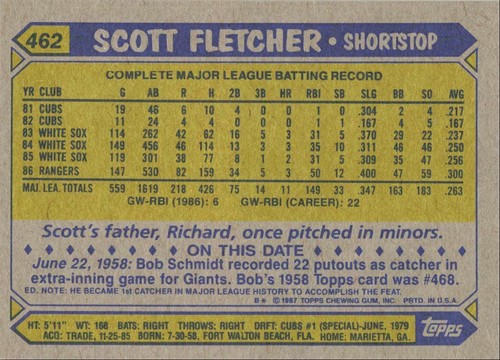 462 SCOTT FLETCHER • SHORTSTOP
COMPLETE MAJOR LEAGUE BATTING RECORD
YR CLUB G AB R H 2B 3B HR RBI SB SLG BB SO AVG
81 CUBS 19 46 6 10 4 0 0 1 0 .304 2 4 .217
82 CUBS 11 24 4 4 0 0 0 1 1 .167 4 5 .167
83 WHITE SOX 114 262 42 62 16 5 3 31 5 .370 29 22 .237
84 WHITE SOX 149 456 46 114 13 3 3 35 10 .311 46 46 .250
85 WHITE SOX 119 301 38 77 8 1 2 31 5 .309 35 47 .256
86 RANGERS 147 530 82 159 34 5 3 50 12 .400 47 59 .300
MAJ. LEA. TOTALS 559 1619 218 426 75 14 11 149 33 .347 163 183 .263
GW-RBI (1986): 6 GW-RBI (CAREER): 22
Scott's father, Richard, once pitched in minors.
♦ ♦ ♦ ♦ ♦ ♦ ON THIS DATE ♦ ♦ ♦ ♦ ♦ ♦
June 22, 1958: Bob Schmidt recorded 22 putouts as catcher in
extra-inning game for Giants. Bob's 1958 Topps card was #468.
ED. NOTE: HE BECAME 1st CATCHER IN MAJOR LEAGUE HISTORY TO ACCOMPLISH THE FEAT.
B* © 1987 TOPPS CHEWING GUM, INC. PRTD. IN U.S.A.
HT: 5'11" WT: 168 BATS: RIGHT THROWS: RIGHT DRFT: CUBS #1 (SPECIAL)-JUNE, 1979
ACQ: TRADE, 11-25-85 BORN: 7-30-58, FORT WALTON BEACH, FLA. HOME: MARIETTA, GA.
Topps